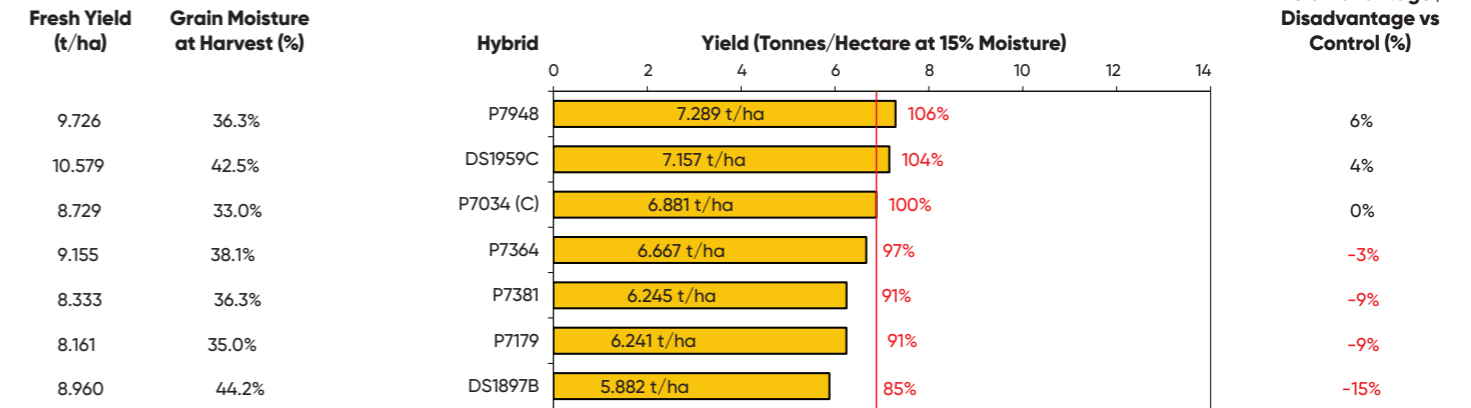 Fresh Yield
(t/ha)
Grain Moisture
at Harvest (%)
Hybrid
Yield (Tonnes/Hectare at 15% Moisture)
Disadvantage vs
Control (%)
0 2 4 6 8 10 12 14
9.726 36.3% P7948 7.289 t/ha 106% 6%
10.579 42.5% DS1959C 7.157 t/ha 104% 4%
8.729 33.0% P7034 (C) 6.881 t/ha 100% 0%
9.155 38.1% P7364 6.667 t/ha 97% -3%
8.333 36.3% P7381 6.245 t/ha 91% -9%
8.161 35.0% P7179 6.241 t/ha 91% -9%
8.960 44.2% DS1897B 5.882 t/ha 85% -15%